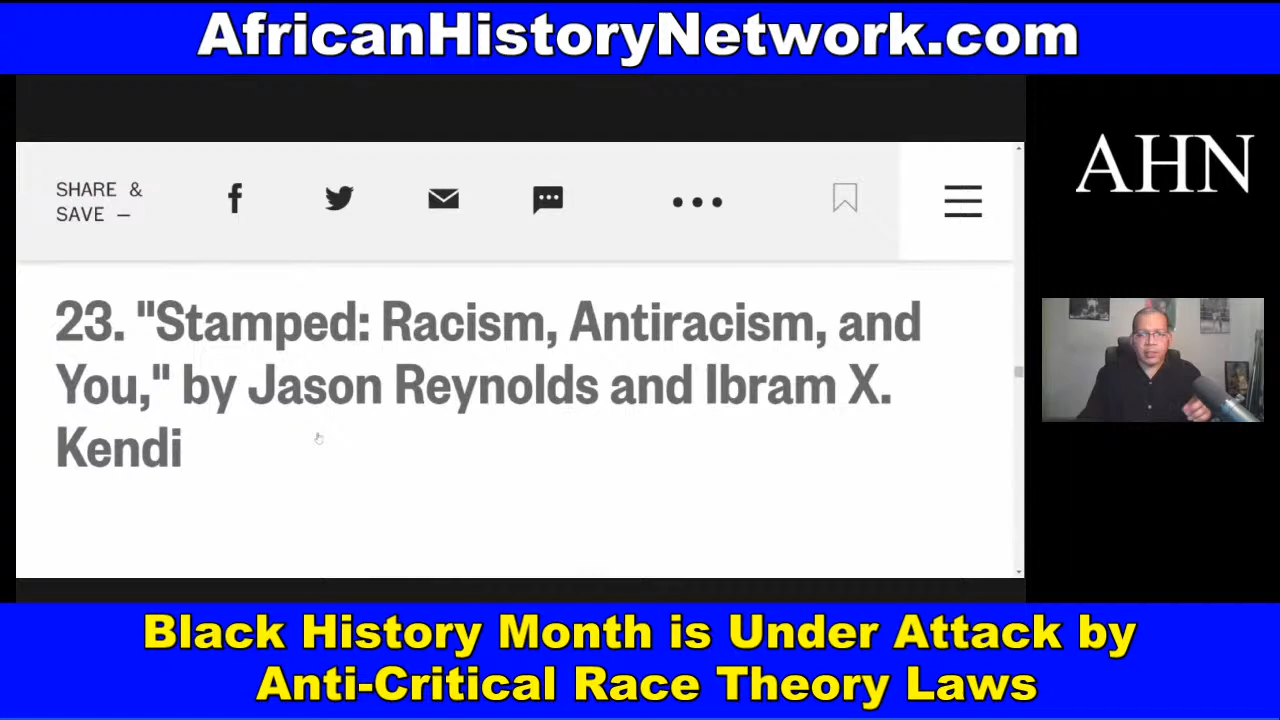 AfricanHistoryNetwork.com
AHN
SHARE &
SAVE –
23. "Stamped: Racism, Antiracism, and
You," by Jason Reynolds and Ibram X.
Kendi
Black History Month is Under Attack by
Anti-Critical Race Theory Laws